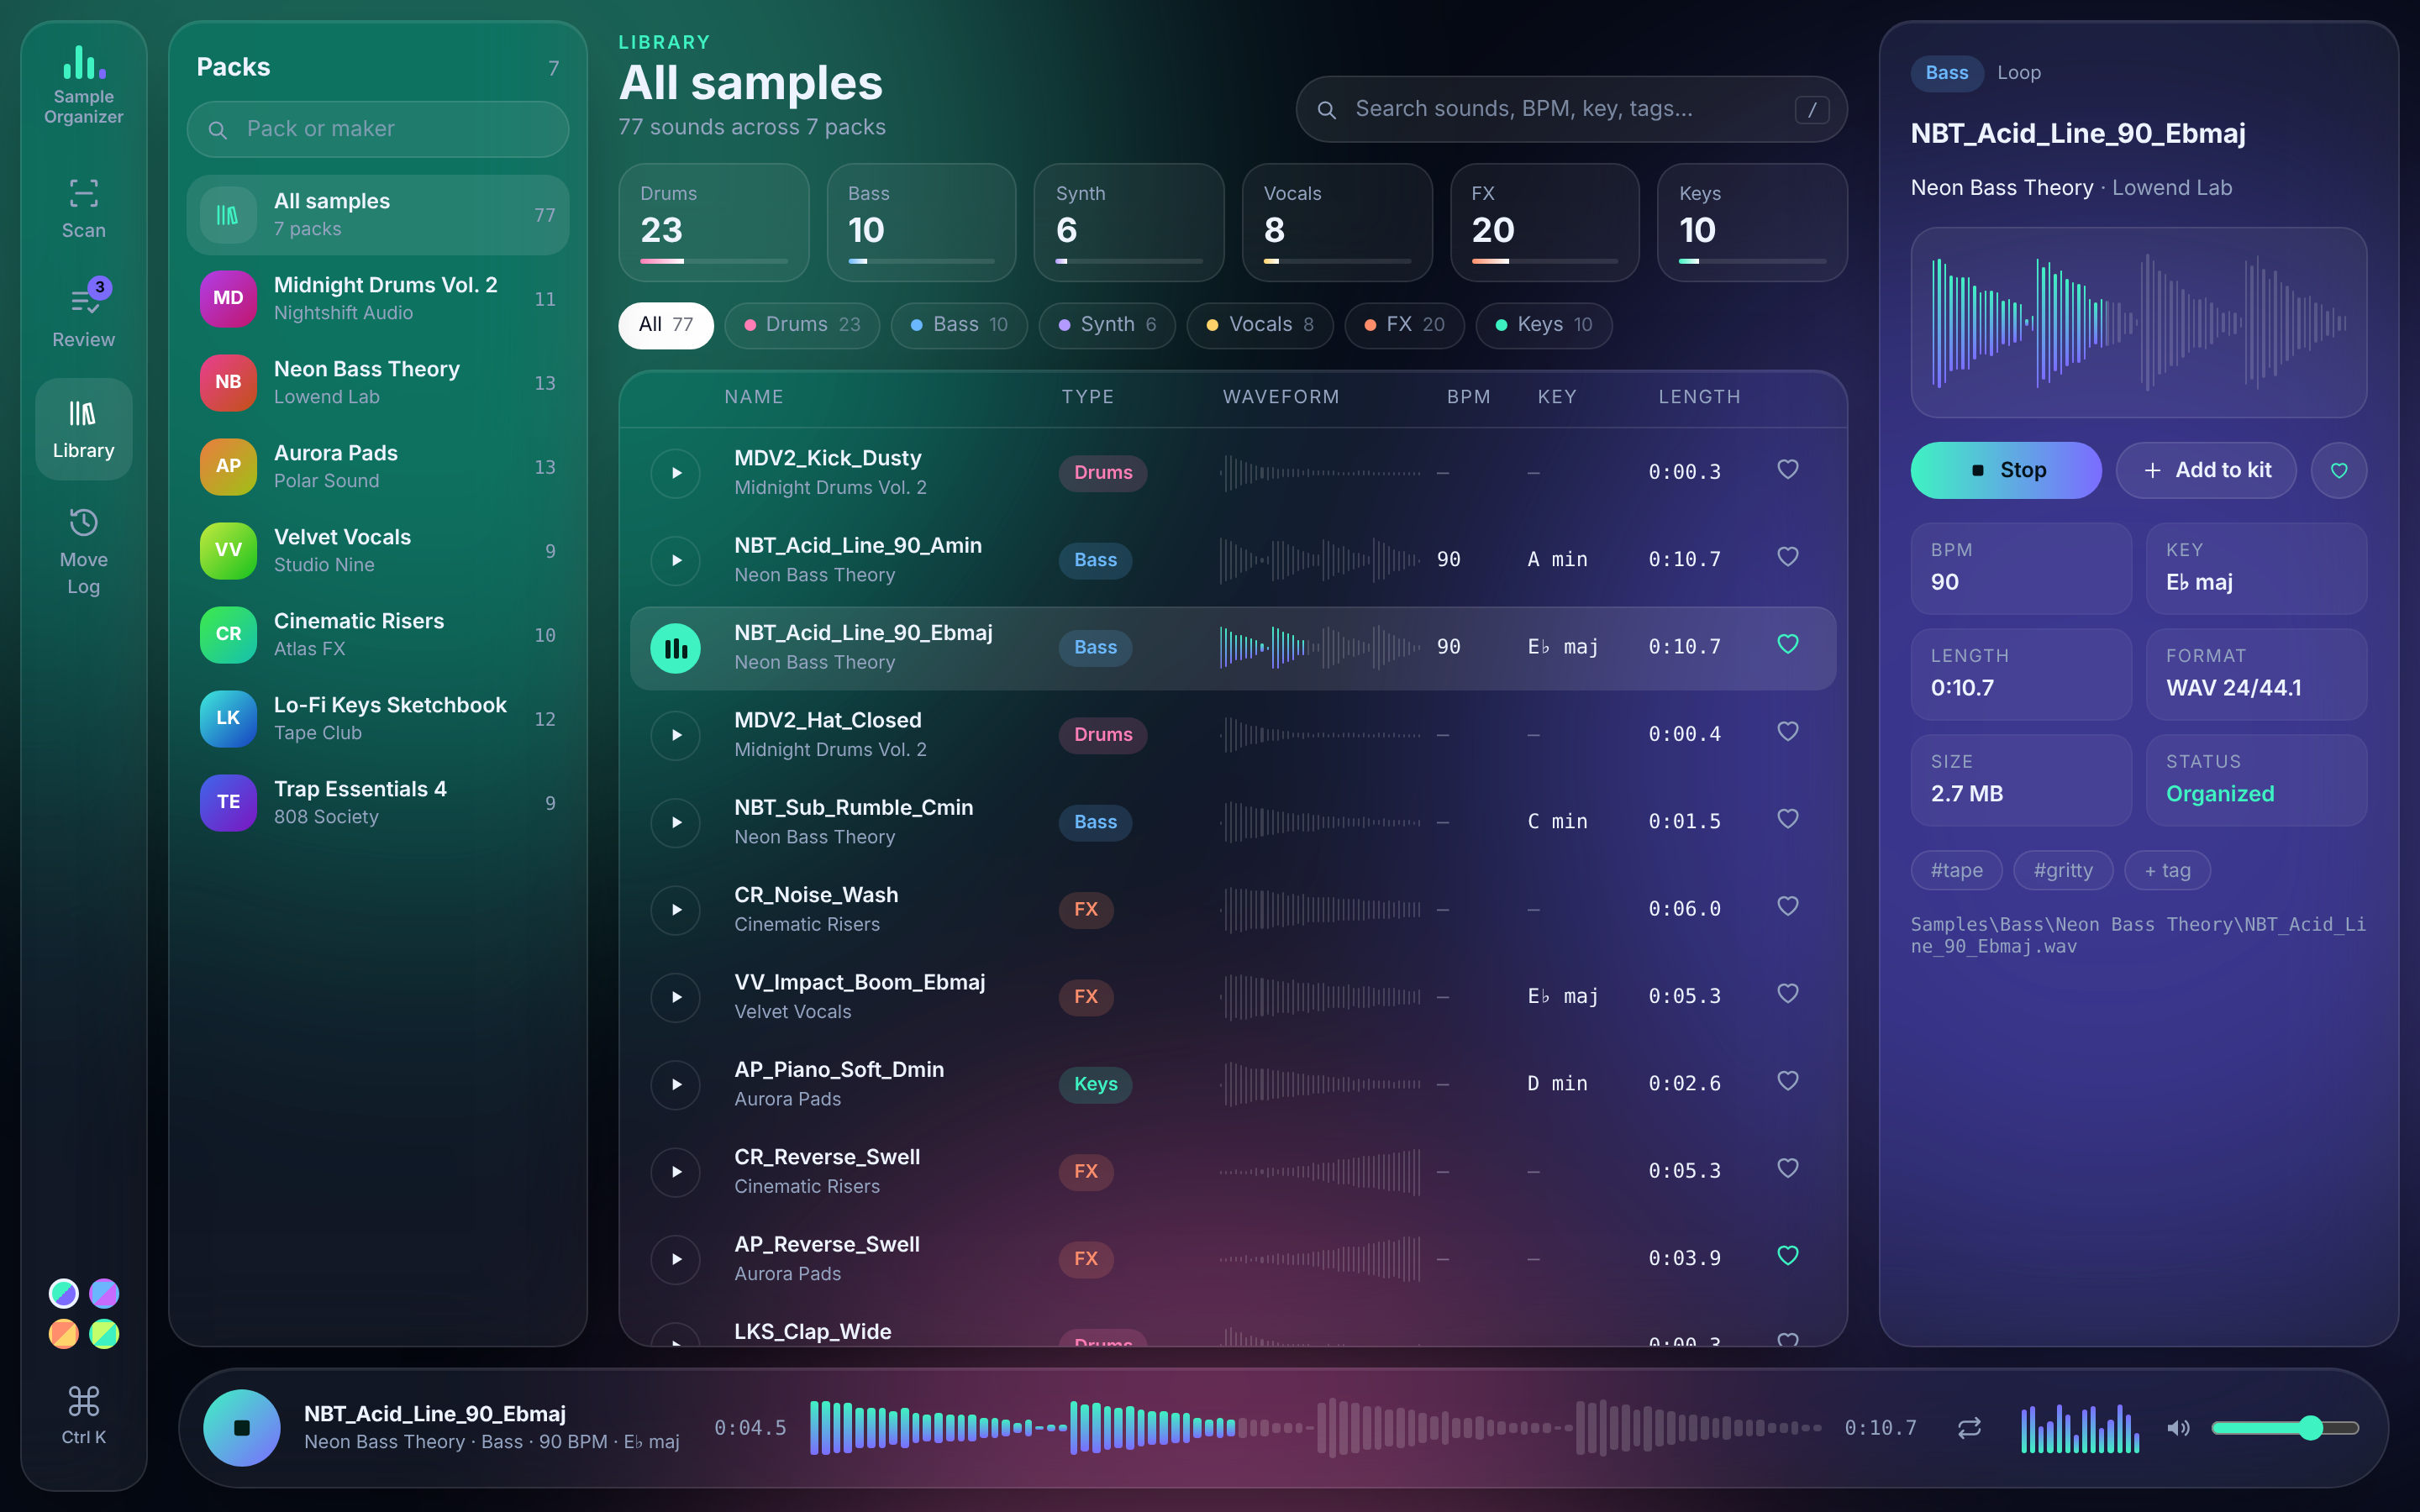 Sample
Organizer
Scan
3
Review
Library
Move
Log
Ctrl K
Packs 7
Pack or maker
All samples 77
7 packs
MD Midnight Drums Vol. 2 11
Nightshift Audio
NB Neon Bass Theory 13
Lowend Lab
AP Aurora Pads 13
Polar Sound
VV Velvet Vocals 9
Studio Nine
CR Cinematic Risers 10
Atlas FX
LK Lo-Fi Keys Sketchbook 12
Tape Club
TE Trap Essentials 4 9
808 Society
LIBRARY
All samples
77 sounds across 7 packs
Search sounds, BPM, key, tags... /
Drums
23
Bass
10
Synth
6
Vocals
8
FX
20
Keys
10
All 77 Drums 23 Bass 10 Synth 6 Vocals 8 FX 20 Keys 10
NAME TYPE WAVEFORM BPM KEY LENGTH
MDV2_Kick_Dusty Drums — — 0:00.3
Midnight Drums Vol. 2
NBT_Acid_Line_90_Amin Bass 90 A min 0:10.7
Neon Bass Theory
NBT_Acid_Line_90_Ebmaj Bass 90 E♭ maj 0:10.7
Neon Bass Theory
MDV2_Hat_Closed Drums — — 0:00.4
Midnight Drums Vol. 2
NBT_Sub_Rumble_Cmin Bass — C min 0:01.5
Neon Bass Theory
CR_Noise_Wash FX — — 0:06.0
Cinematic Risers
VV_Impact_Boom_Ebmaj FX — E♭ maj 0:05.3
Velvet Vocals
AP_Piano_Soft_Dmin Keys — D min 0:02.6
Aurora Pads
CR_Reverse_Swell FX — — 0:05.3
Cinematic Risers
AP_Reverse_Swell FX — — 0:03.9
Aurora Pads
LKS_Clap_Wide Drums 0:00.3
Bass Loop
NBT_Acid_Line_90_Ebmaj
Neon Bass Theory · Lowend Lab
Stop + Add to kit
BPM
90
KEY
E♭ maj
LENGTH
0:10.7
FORMAT
WAV 24/44.1
SIZE
2.7 MB
STATUS
Organized
#tape #gritty + tag
Samples\Bass\Neon Bass Theory\NBT_Acid_Li
ne_90_Ebmaj.wav
NBT_Acid_Line_90_Ebmaj
Neon Bass Theory · Bass · 90 BPM · E♭ maj
0:04.5 0:10.7